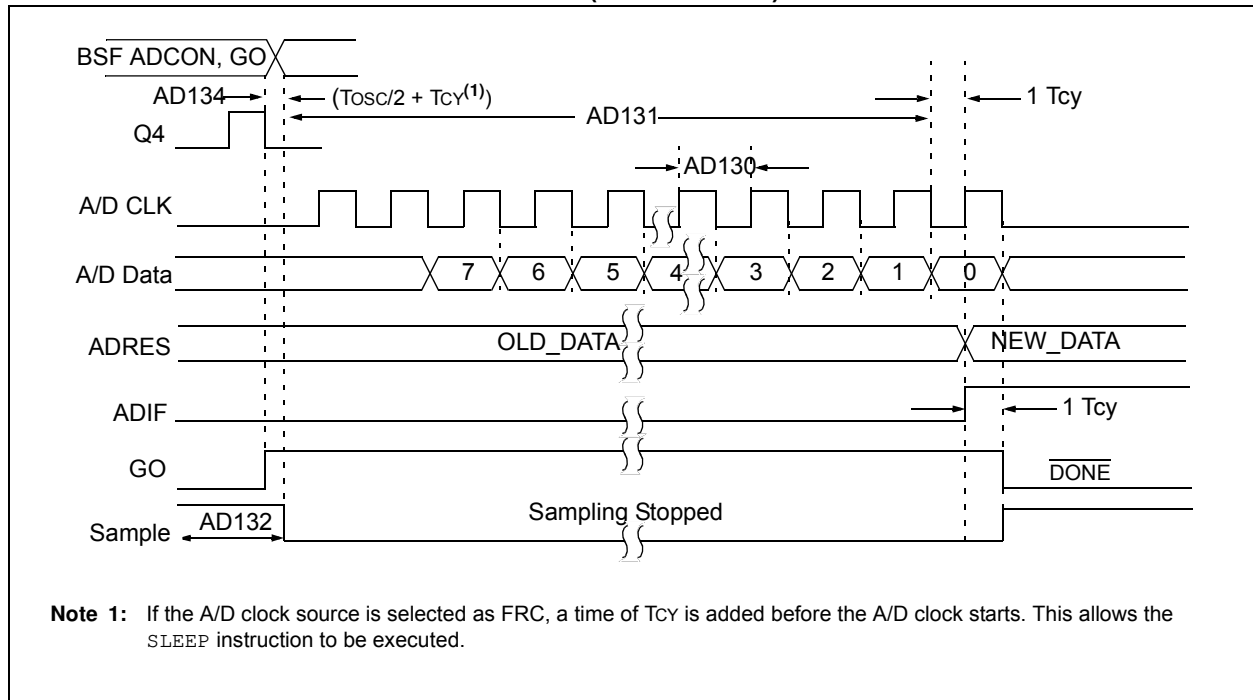 BSF ADCON, GO
AD134 (TOSC/2 + TCY(1)) 1 Tcy
AD131
Q4
AD130
A/D CLK
A/D Data 7 6 5 4 3 2 1 0
ADRES OLD_DATA NEW_DATA
ADIF 1 Tcy
GO DONE
Sample AD132 Sampling Stopped
Note 1: If the A/D clock source is selected as FRC, a time of TCY is added before the A/D clock starts. This allows the
SLEEP instruction to be executed.